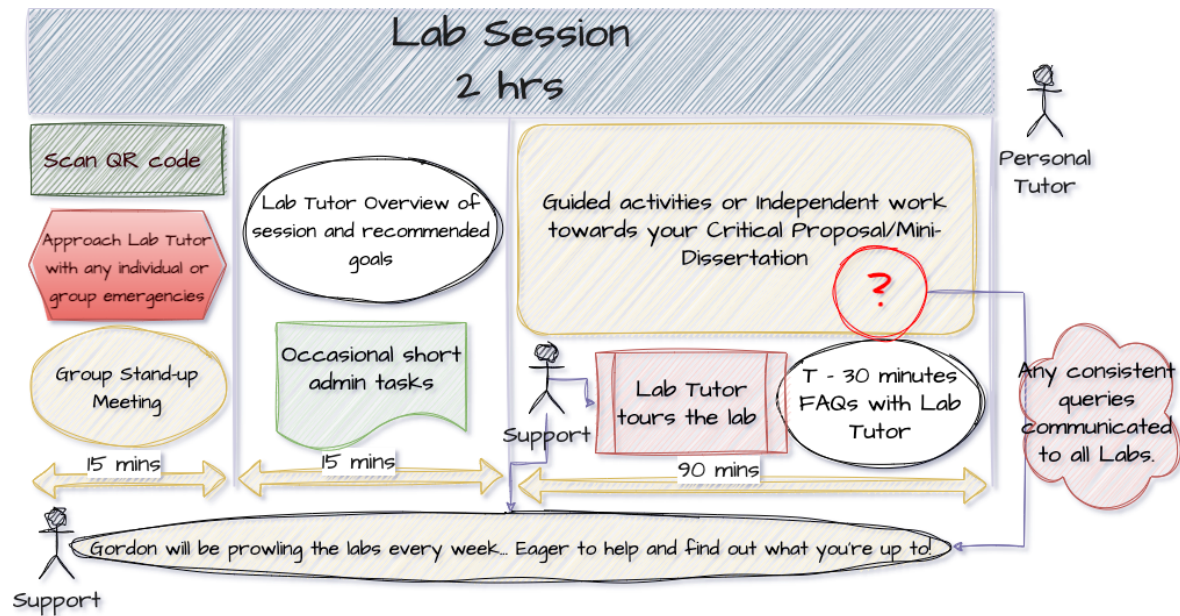 Lab Session
2 hrs
Scan QR code
Approach Lab Tutor
with any individual or
group emergencies
Group Stand-up
Meeting
15 mins
Lab Tutor Overview of
session and recommended
goals
Occasional short
admin tasks
15 mins
Guided activities or Independent work
towards your Critical Proposal/Mini-
Dissertation
?
Support
Lab Tutor
tours the lab
T - 30 minutes
FAQs with Lab
Tutor
90 mins
Personal
Tutor
Any consistent
queries
communicated
to all Labs.
Gordon will be prowling the labs every week... Eager to help and find out what you're up to!
Support